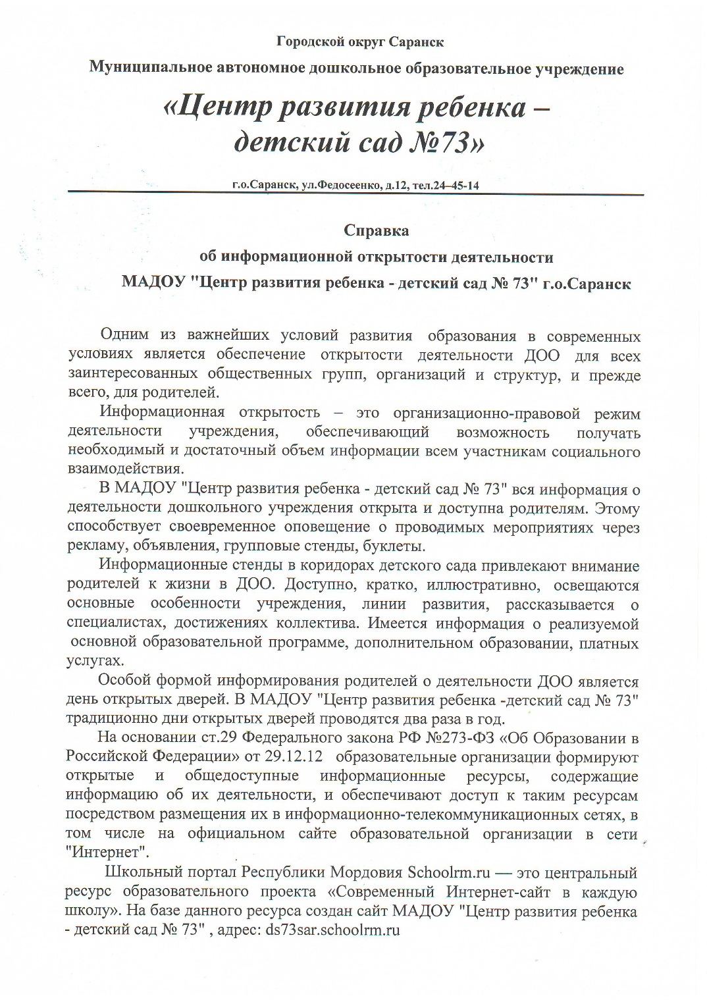 Городской округ Саранск
Муниципальное автономное дошкольное образовательное учреждение
«Центр развития ребенка –
детский сад №73»
г.о.Саранск, ул.Федосеенко, д.12, тел.24–45-14
Справка
об информационной открытости деятельности
МАДОУ "Центр развития ребенка - детский сад № 73" г.о.Саранск
Одним из важнейших условий развития образования в современных
условиях является обеспечение открытости деятельности ДОО для всех
заинтересованных общественных групп, организаций и структур, и прежде
всего, для родителей.
Информационная открытость – это организационно-правовой режим
деятельности учреждения, обеспечивающий возможность получать
необходимый и достаточный объем информации всем участникам социального
взаимодействия.
В МАДОУ "Центр развития ребенка - детский сад № 73" вся информация о
деятельности дошкольного учреждения открыта и доступна родителям. Этому
способствует своевременное оповещение о проводимых мероприятиях через
рекламу, объявления, групповые стенды, буклеты.
Информационные стенды в коридорах детского сада привлекают внимание
родителей к жизни в ДОО. Доступно, кратко, иллюстративно, освещаются
основные особенности учреждения, линии развития, рассказывается о
специалистах, достижениях коллектива. Имеется информация о реализуемой
основной образовательной программе, дополнительном образовании, платных
услугах.
Особой формой информирования родителей о деятельности ДОО является
день открытых дверей. В МАДОУ "Центр развития ребенка -детский сад № 73"
традиционно дни открытых дверей проводятся два раза в год.
На основании ст.29 Федерального закона РФ №273-ФЗ «Об Образовании в
Российской Федерации» от 29.12.12 образовательные организации формируют
открытые и общедоступные информационные ресурсы, содержащие
информацию об их деятельности, и обеспечивают доступ к таким ресурсам
посредством размещения их в информационно-телекоммуникационных сетях, в
том числе на официальном сайте образовательной организации в сети
"Интернет".
Школьный портал Республики Мордовия Schoolrm.ru — это центральный
ресурс образовательного проекта «Современный Интернет-сайт в каждую
школу». На базе данного ресурса создан сайт МАДОУ "Центр развития ребенка
- детский сад № 73" , адрес: ds73sar.schoolrm.ru